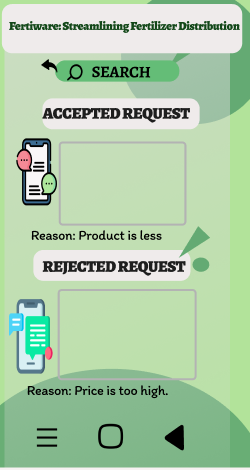 Fertiware: Streamlining Fertilizer Distribution
SEARCH
ACCEPTED REQUEST
Reason: Product is less
REJECTED REQUEST
Reason: Price is too high.